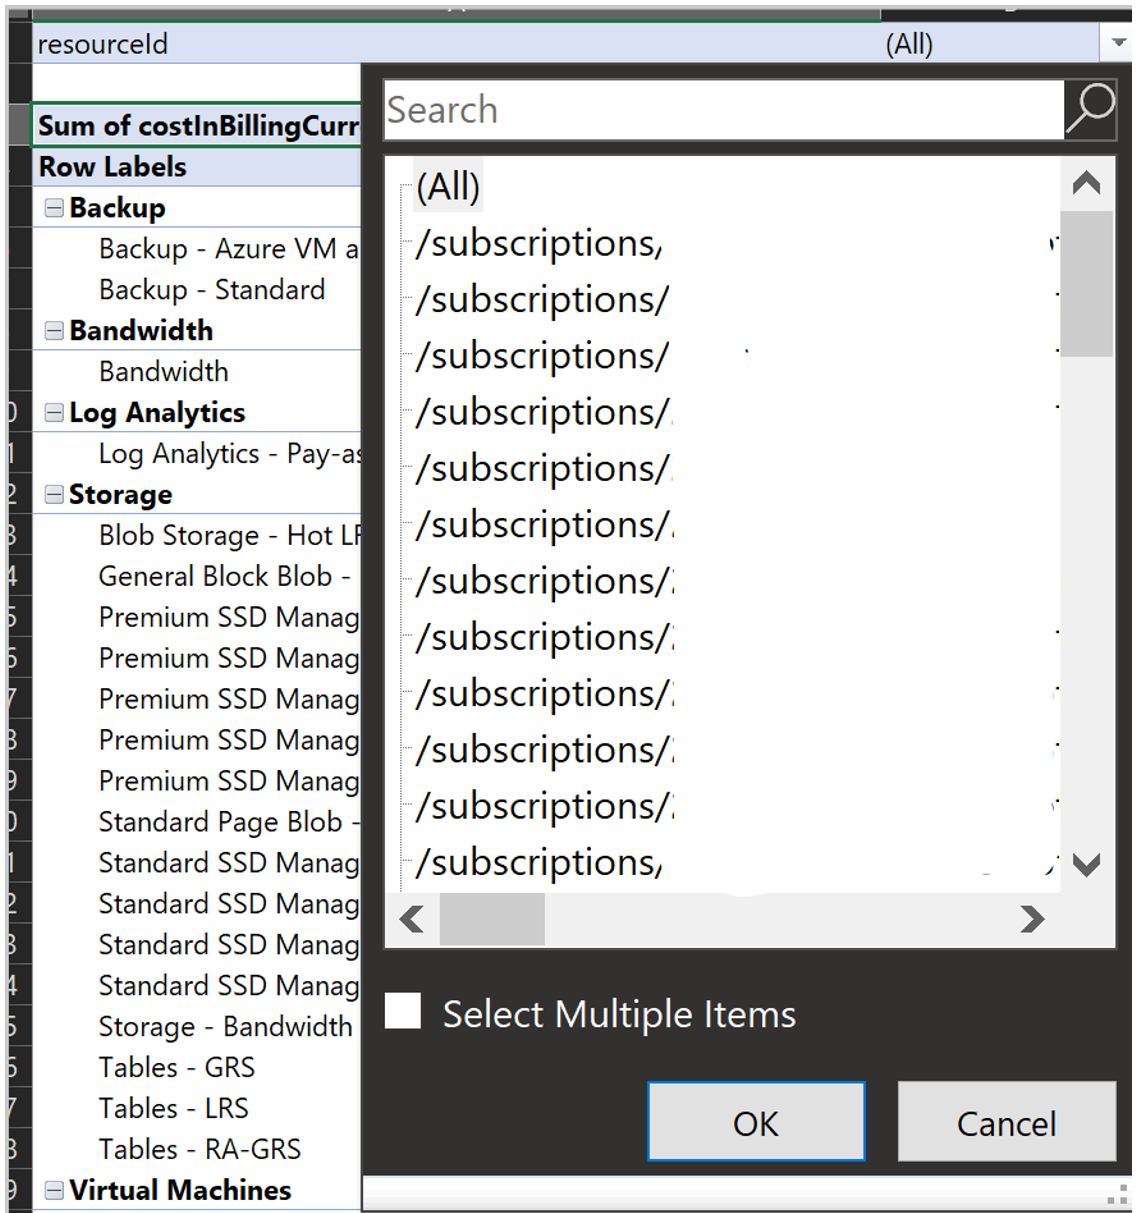 resourceId (All)
Sum of costInBillingCurr
Row Labels
Backup
Backup - Azure VM a
Backup - Standard
Bandwidth
Bandwidth
Log Analytics
Log Analytics - Pay-as
Storage
Blob Storage - Hot LR
General Block Blob -
Premium SSD Manag
Premium SSD Manag
Premium SSD Manag
Premium SSD Manag
Premium SSD Manag
Standard Page Blob -
Standard SSD Manag
Standard SSD Manag
Standard SSD Manag
Standard SSD Manag
Storage - Bandwidth
Tables - GRS
Tables - LRS
Tables - RA-GRS
Virtual Machines
Search
(All)
/subscriptions/
/subscriptions/
/subscriptions/
/subscriptions/
/subscriptions/
/subscriptions/
/subscriptions/
/subscriptions/
/subscriptions/
/subscriptions/
/subscriptions/
/subscriptions/
Select Multiple Items
OK Cancel